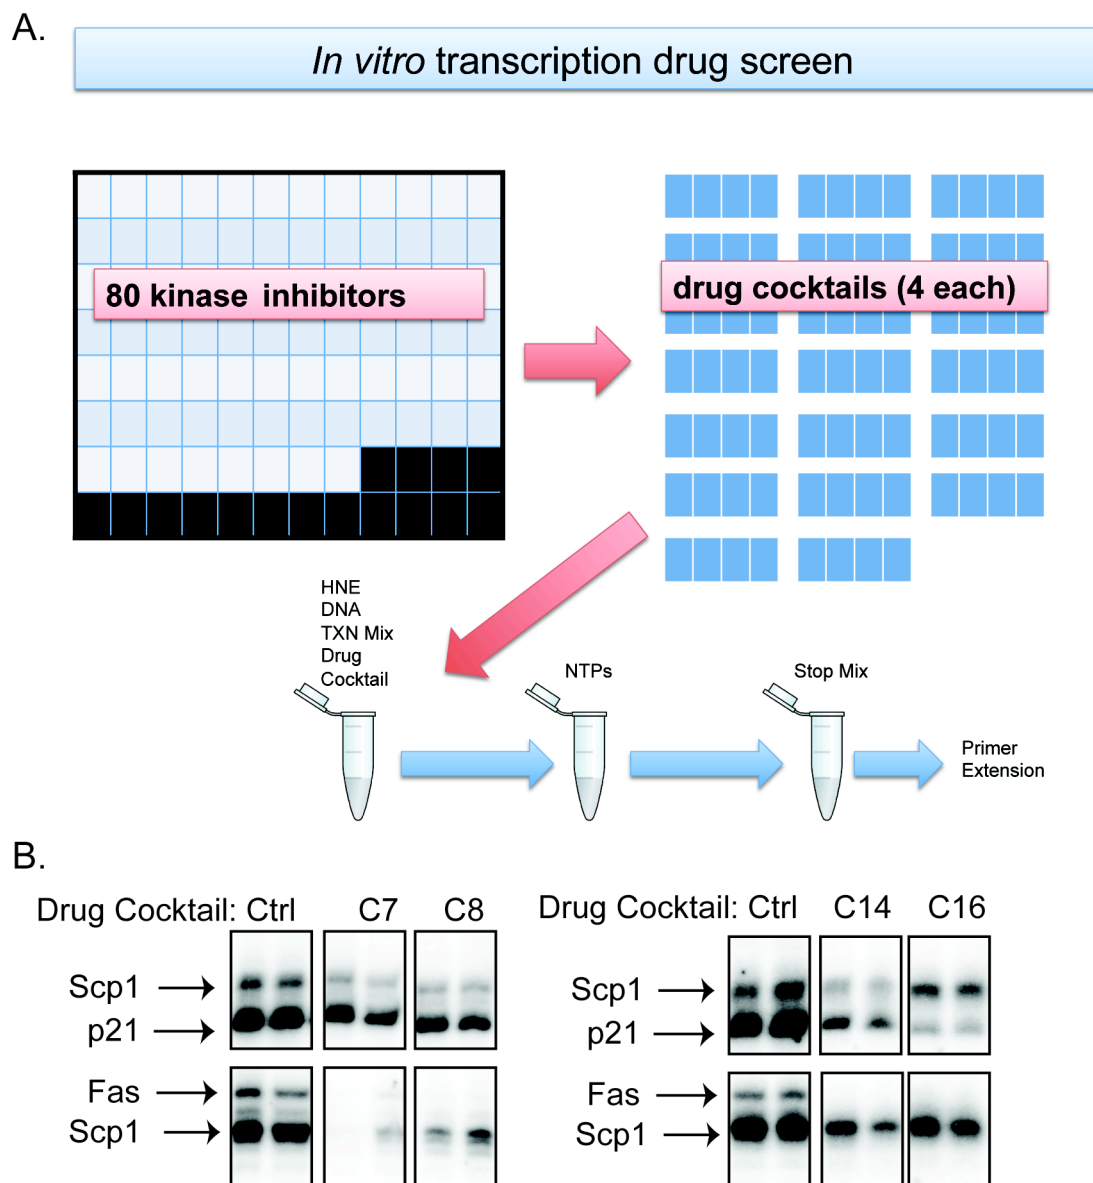 A.
In vitro transcription drug screen
80 kinase inhibitors
drug cocktails (4 each)
HNE
DNA
TXN Mix
Drug
Cocktail
NTPs
Stop Mix
Primer
Extension
B.
Drug Cocktail: Ctrl C7 C8
Scp1
p21
Fas
Scp1
Drug Cocktail: Ctrl C14 C16
Scp1
p21
Fas
Scp1